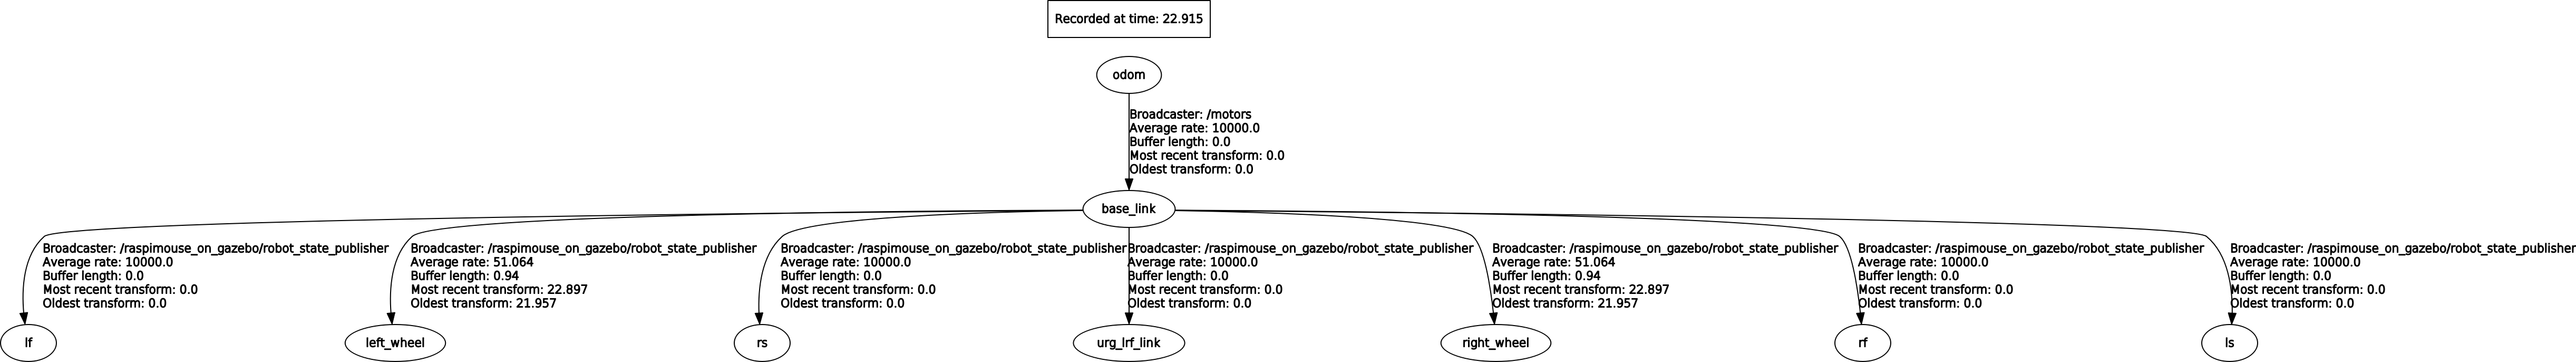 Recorded at time: 22.915
odom
Broadcaster: /motors
Average rate: 10000.0
Buffer length: 0.0
Most recent transform: 0.0
Oldest transform: 0.0
base_link
Broadcaster: /raspimouse_on_gazebo/robot_state_publisher
Average rate: 10000.0
Buffer length: 0.0
Most recent transform: 0.0
Oldest transform: 0.0
Broadcaster: /raspimouse_on_gazebo/robot_state_publisher
Average rate: 51.064
Buffer length: 0.94
Most recent transform: 22.897
Oldest transform: 21.957
Broadcaster: /raspimouse_on_gazebo/robot_state_publisher
Average rate: 10000.0
Buffer length: 0.0
Most recent transform: 0.0
Oldest transform: 0.0
Broadcaster: /raspimouse_on_gazebo/robot_state_publisher
Average rate: 10000.0
Buffer length: 0.0
Most recent transform: 0.0
Oldest transform: 0.0
Broadcaster: /raspimouse_on_gazebo/robot_state_publisher
Average rate: 51.064
Buffer length: 0.94
Most recent transform: 22.897
Oldest transform: 21.957
Broadcaster: /raspimouse_on_gazebo/robot_state_publisher
Average rate: 10000.0
Buffer length: 0.0
Most recent transform: 0.0
Oldest transform: 0.0
Broadcaster: /raspimouse_on_gazebo/robot_state_publisher
Average rate: 10000.0
Buffer length: 0.0
Most recent transform: 0.0
Oldest transform: 0.0
lf
left_wheel
rs
urg_lrf_link
right_wheel
rf
ls